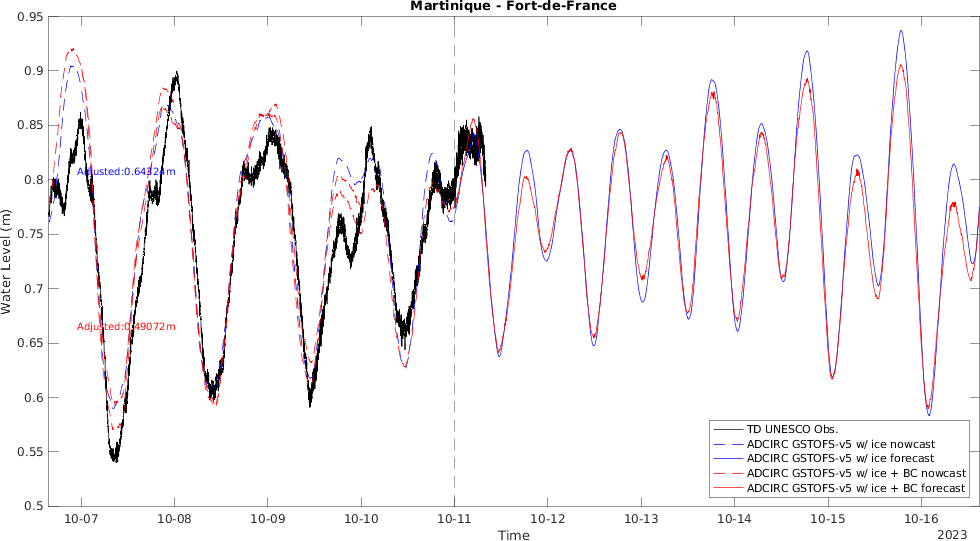 Martinique - Fort-de-France
0.95
0.9
0.85
0.8
0.75
0.7
0.65
0.6
0.55
0.5
Water Level (m)
Adjusted:0.64324m
Adjusted:0.49072m
TD UNESCO Obs.
ADCIRC GSTOFS-v5 w/ ice nowcast
ADCIRC GSTOFS-v5 w/ ice forecast
ADCIRC GSTOFS-v5 w/ ice + BC nowcast
ADCIRC GSTOFS-v5 w/ ice + BC forecast
10-07 10-08 10-09 10-10 10-11 10-12 10-13 10-14 10-15 10-16
Time
2023